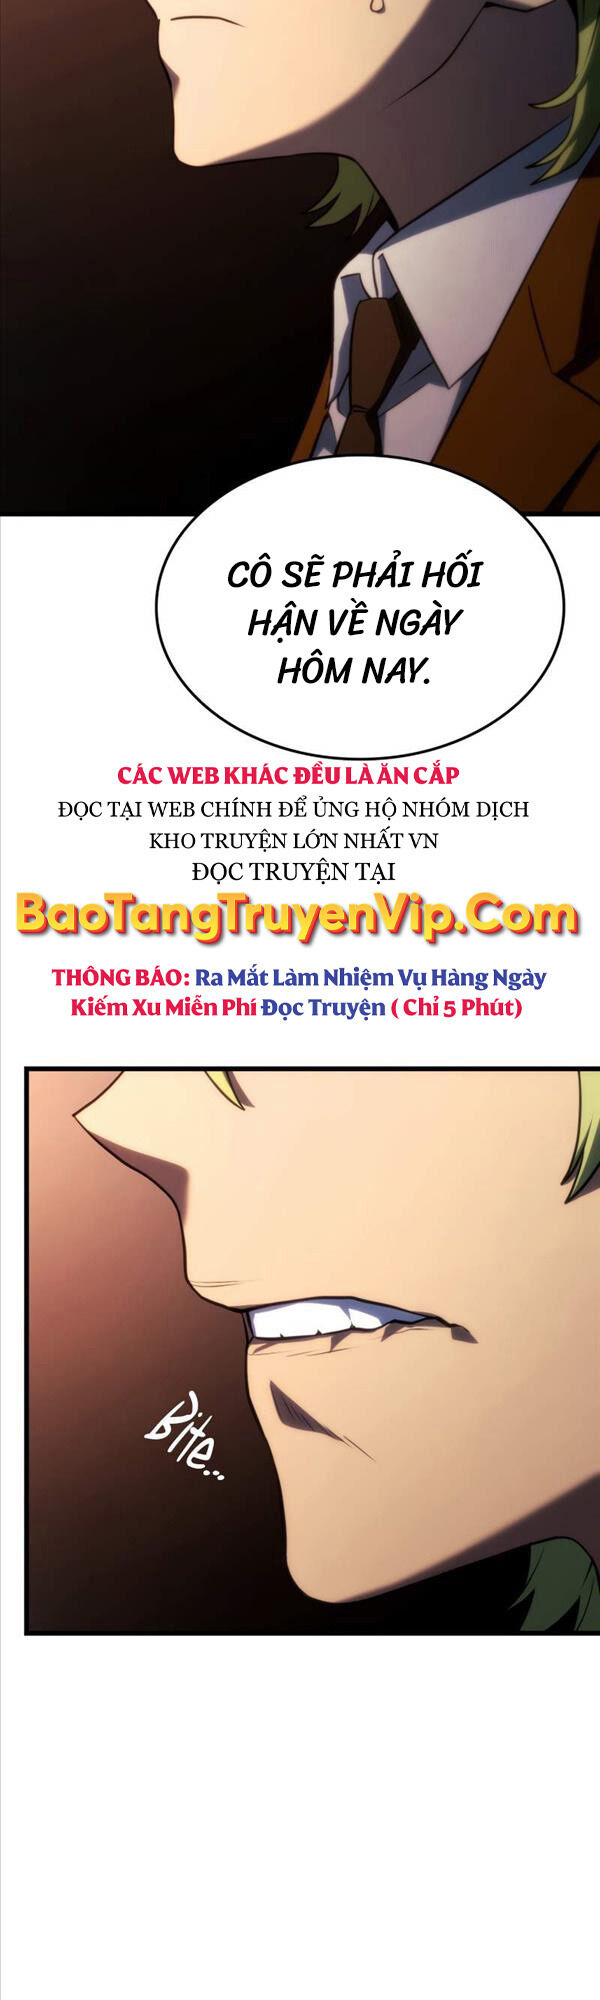 CÔ SẼ PHẢI HỐI
HẬN VỀ NGÀY
HÔM NAY.
CÁC WEB KHÁC ĐỀU LÀ ĂN CẮP
ĐỌC TẠI WEB CHÍNH ĐỂ ỦNG HỘ NHÓM DỊCH
KHO TRUYỆN LỚN NHẤT VN
ĐỌC TRUYỆN TẠI
BaoTangTruyenVip.Com
THÔNG BÁO: Ra Mắt Làm Nhiệm Vụ Hàng Ngày
Kiếm Xu Miễn Phí Đọc Truyện ( Chỉ 5 Phút)
Bite...